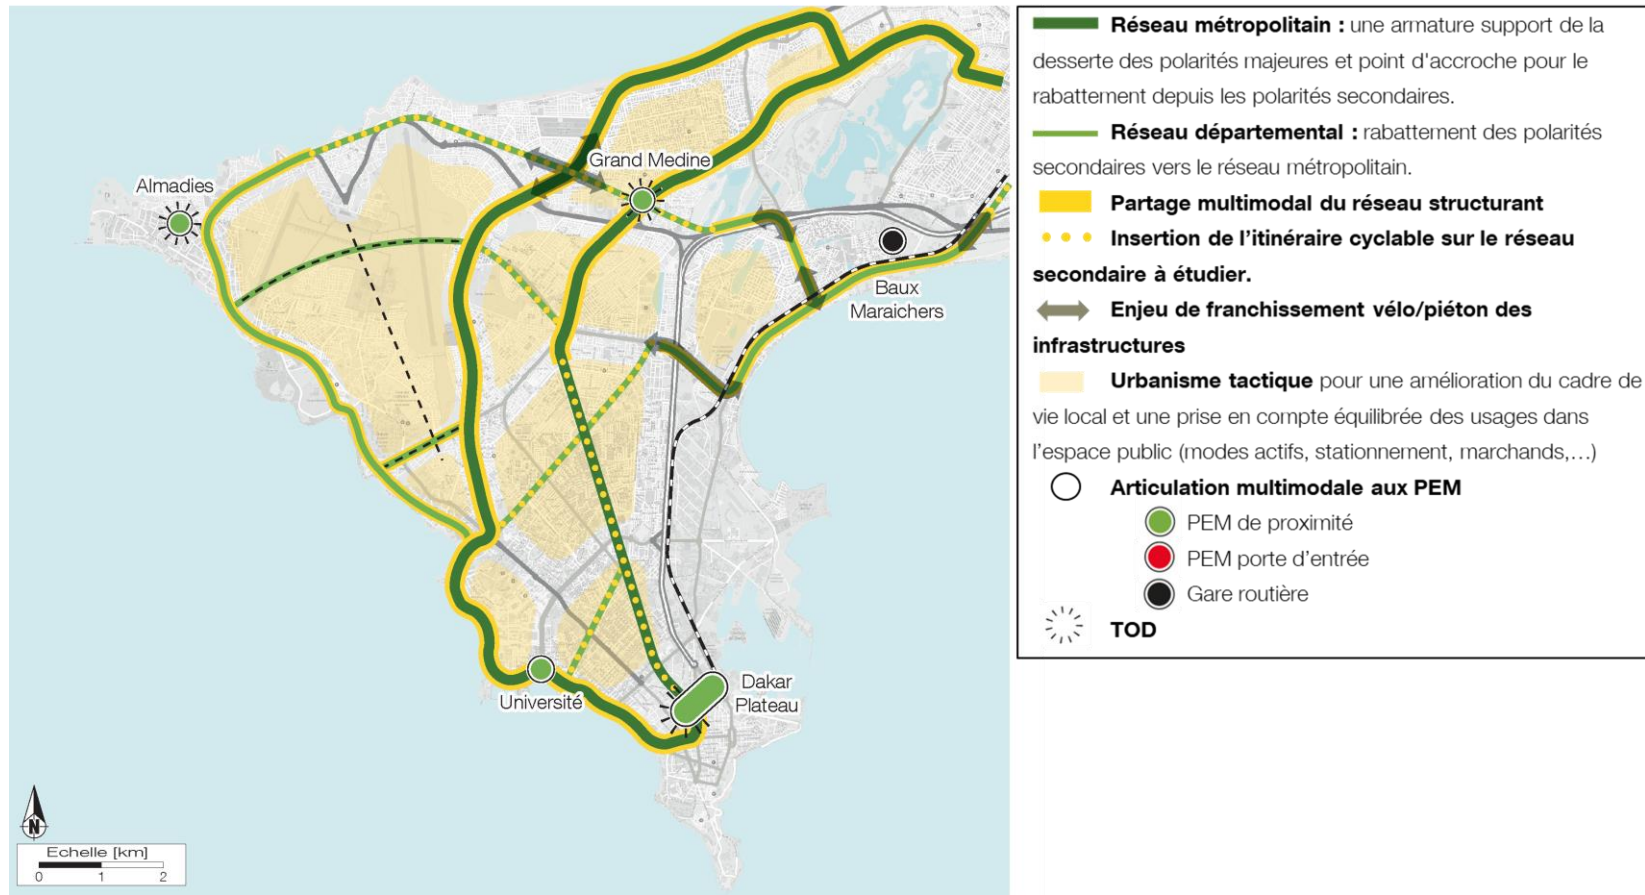 Almadies
Grand Medine
Baux
Maraichers
Université
Dakar
Plateau
N
Echelle [km]
0 1 2
Réseau métropolitain : une armature support de la
desserte des polarités majeures et point d'accroche pour le
rabattement depuis les polarités secondaires.
Réseau départemental : rabattement des polarités
secondaires vers le réseau métropolitain.
Partage multimodal du réseau structurant
Insertion de l'itinéraire cyclable sur le réseau
secondaire à étudier.
Enjeu de franchissement vélo/piéton des
infrastructures
Urbanisme tactique pour une amélioration du cadre de
vie local et une prise en compte équilibrée des usages dans
l'espace public (modes actifs, stationnement, marchands,…)
Articulation multimodale aux PEM
PEM de proximité
PEM porte d'entrée
Gare routière
TOD